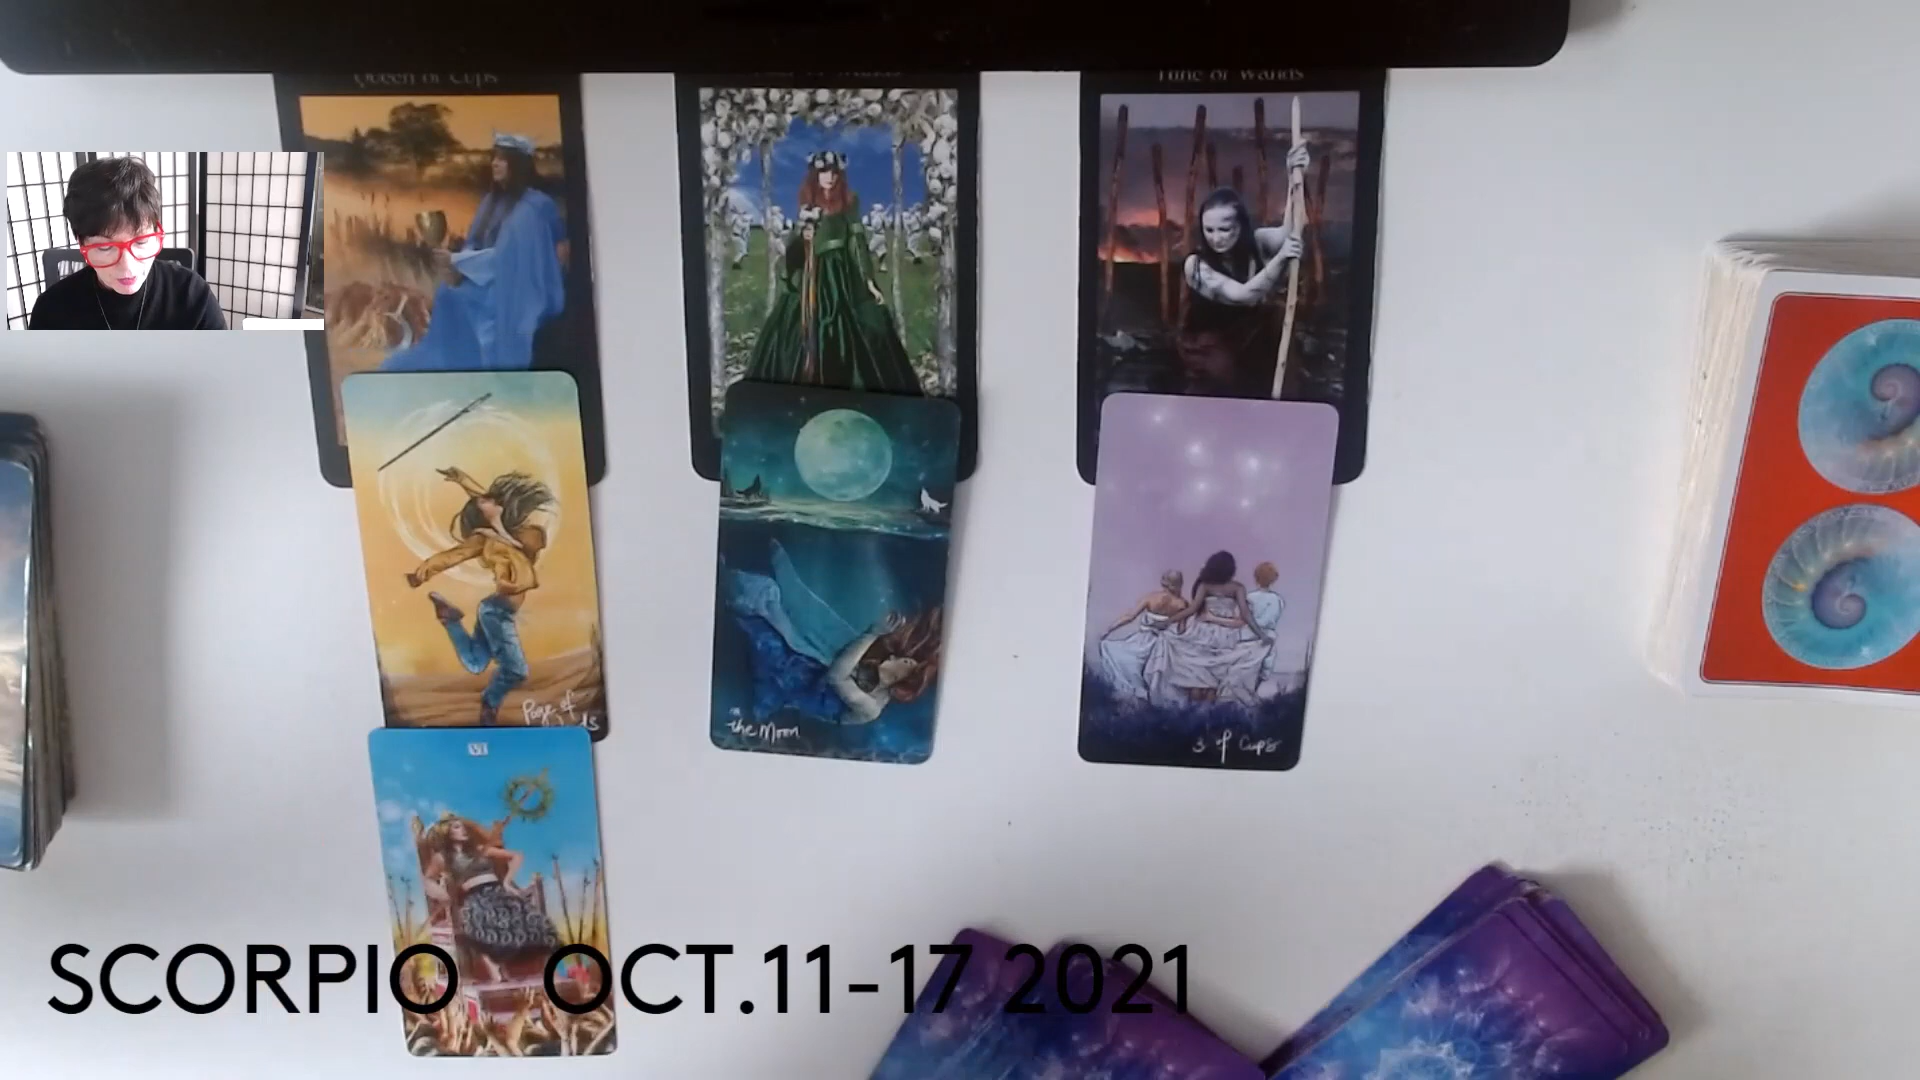 Queen of Cups
Nine of Wands
Page of
the Moon
3 of Cups
VI
SCORPIO OCT.11-17 2021